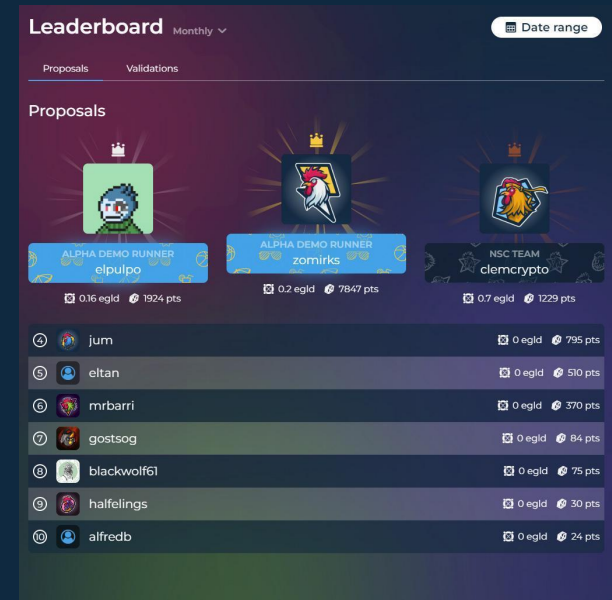 Leaderboard Monthly
Date range
Proposals Validations
Proposals
ALPHA DEMO RUNNER
elpulpo
0.16 egld 1924 pts
ALPHA DEMO RUNNER
zomirks
0.2 egld 7847 pts
NSC TEAM
clemcrypto
0.7 egld 1229 pts
4 jum 0 egld 795 pts
5 eltan 0 egld 510 pts
6 mrbarri 0 egld 370 pts
7 gostsog 0 egld 84 pts
8 blackwolf61 0 egld 75 pts
9 halfelings 0 egld 30 pts
10 alfredb 0 egld 24 pts